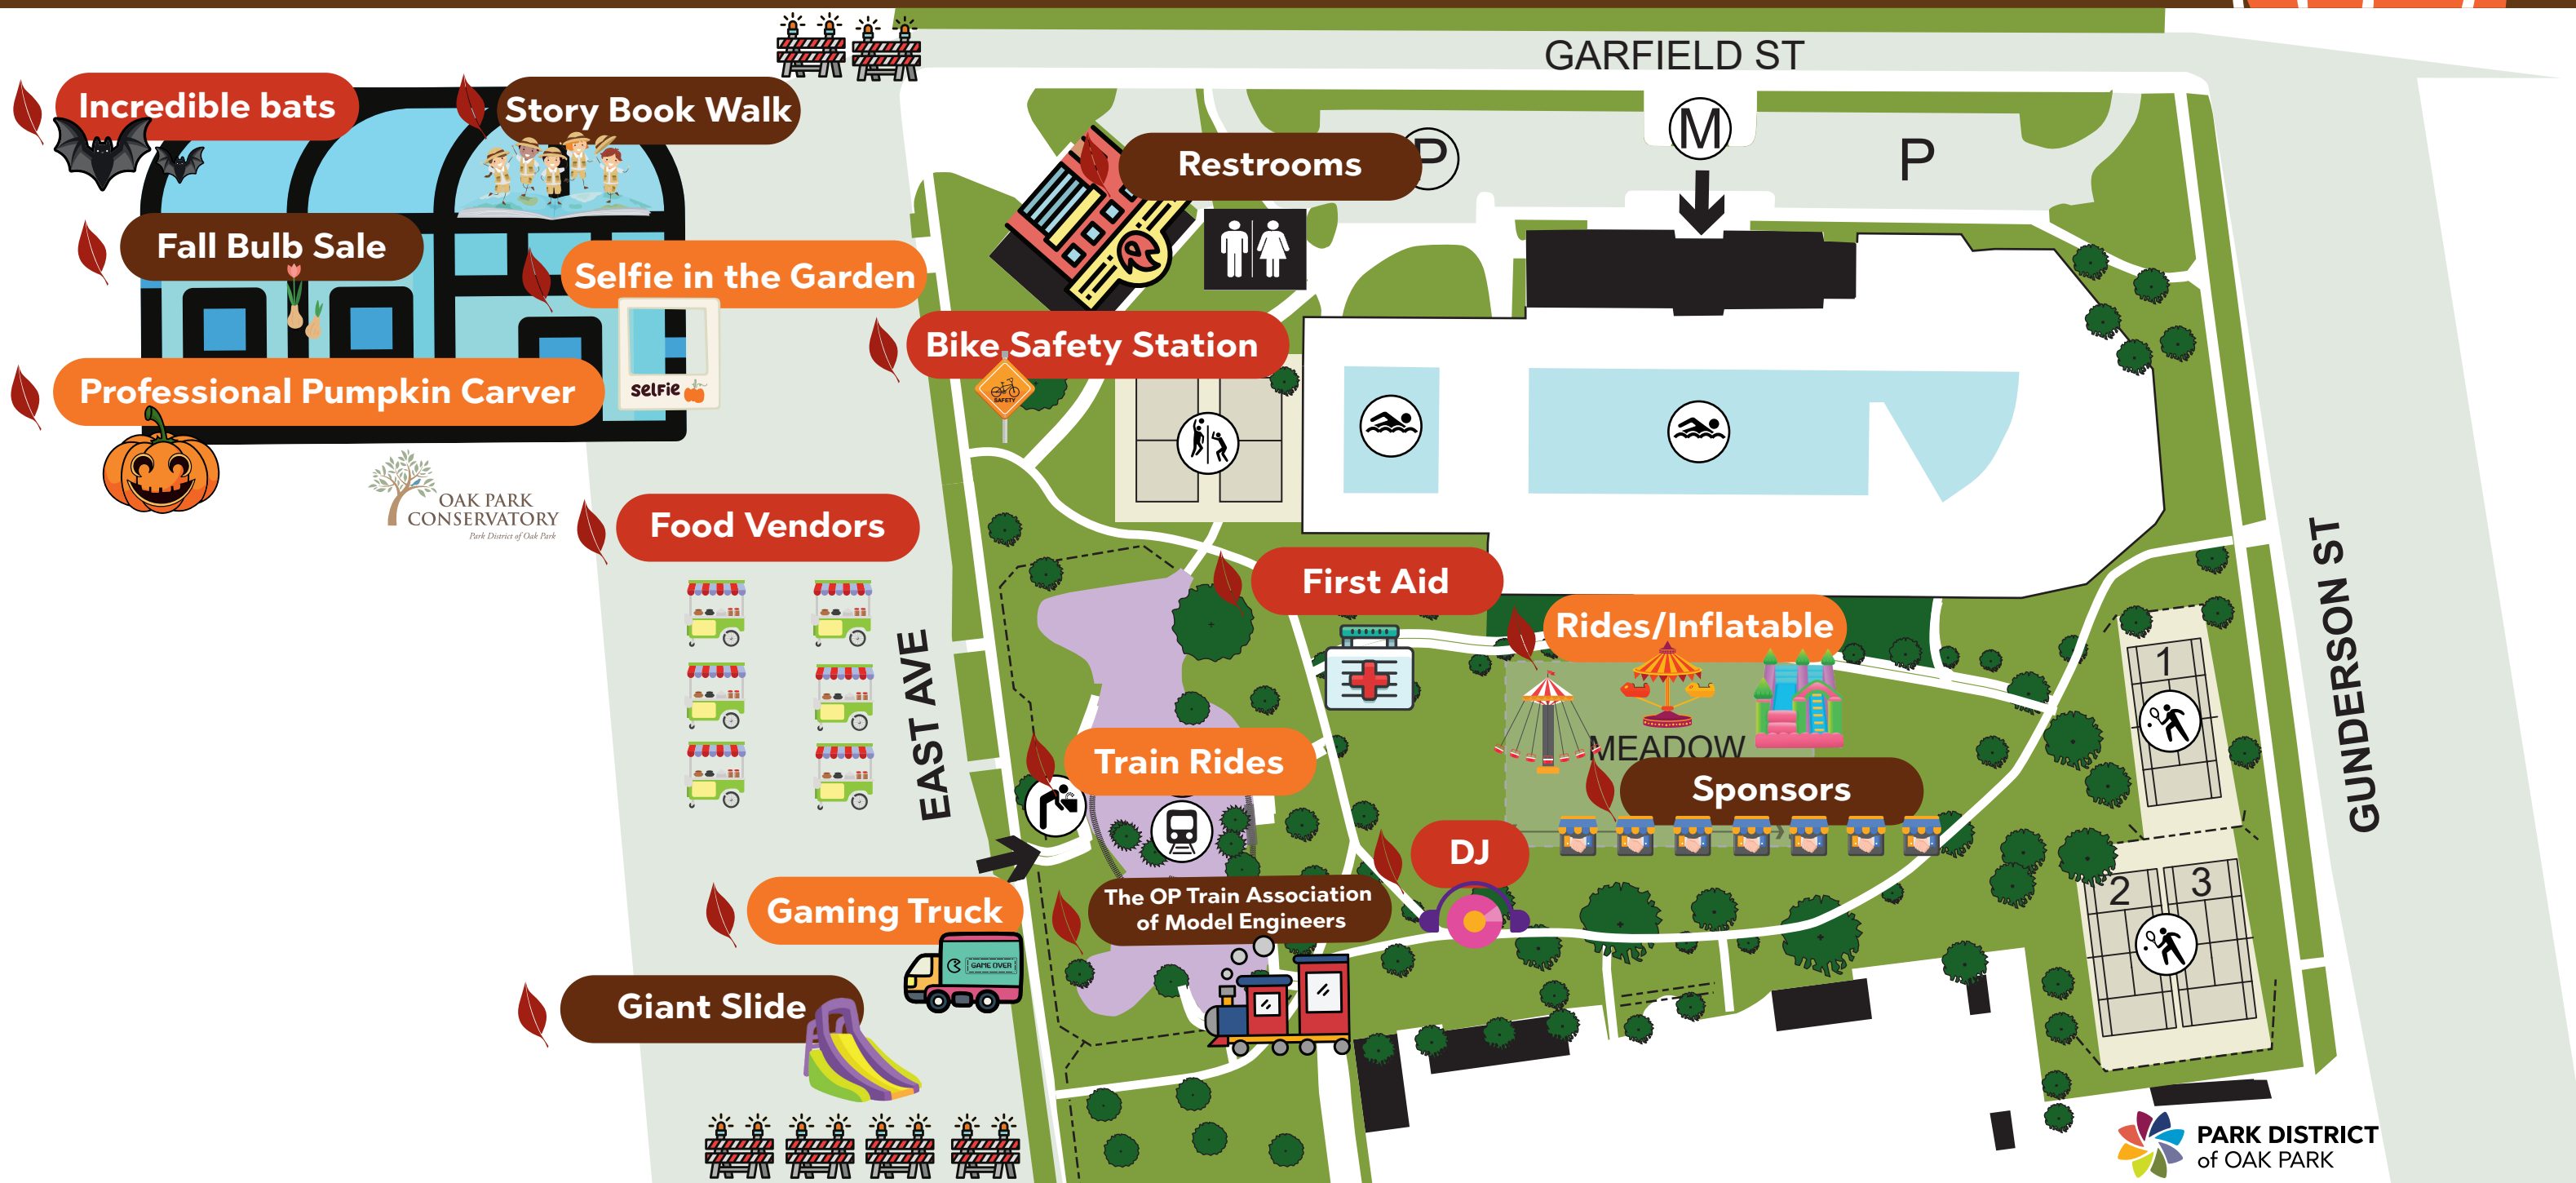 GARFIELD ST
Incredible bats
Story Book Walk
Restrooms
P
M
P
Fall Bulb Sale
Selfie in the Garden
Bike Safety Station
SAFETY
selfie
Professional Pumpkin Carver
OAK PARK
CONSERVATORY
Park District of Oak Park
Food Vendors
First Aid
Rides/Inflatable
EAST AVE
GUNDERSON ST
1
MEADOW
Train Rides
Sponsors
DJ
2
3
Gaming Truck
GAME OVER
The OP Train Association
of Model Engineers
Giant Slide
PARK DISTRICT
of OAK PARK